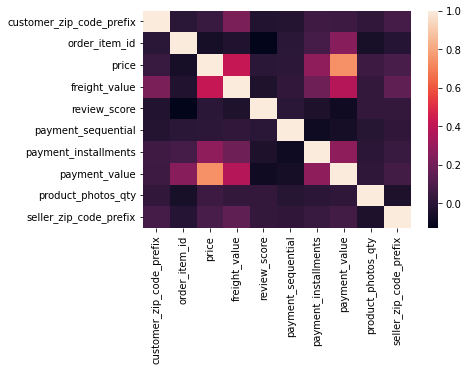 customer_zip_code_prefix
order_item_id
price
freight_value
review_score
payment_sequential
payment_installments
payment_value
product_photos_qty
seller_zip_code_prefix
customer_zip_code_prefix
order_item_id
price
freight_value
review_score
payment_sequential
payment_installments
payment_value
product_photos_qty
seller_zip_code_prefix
1.0
0.8
0.6
0.4
0.2
0.0